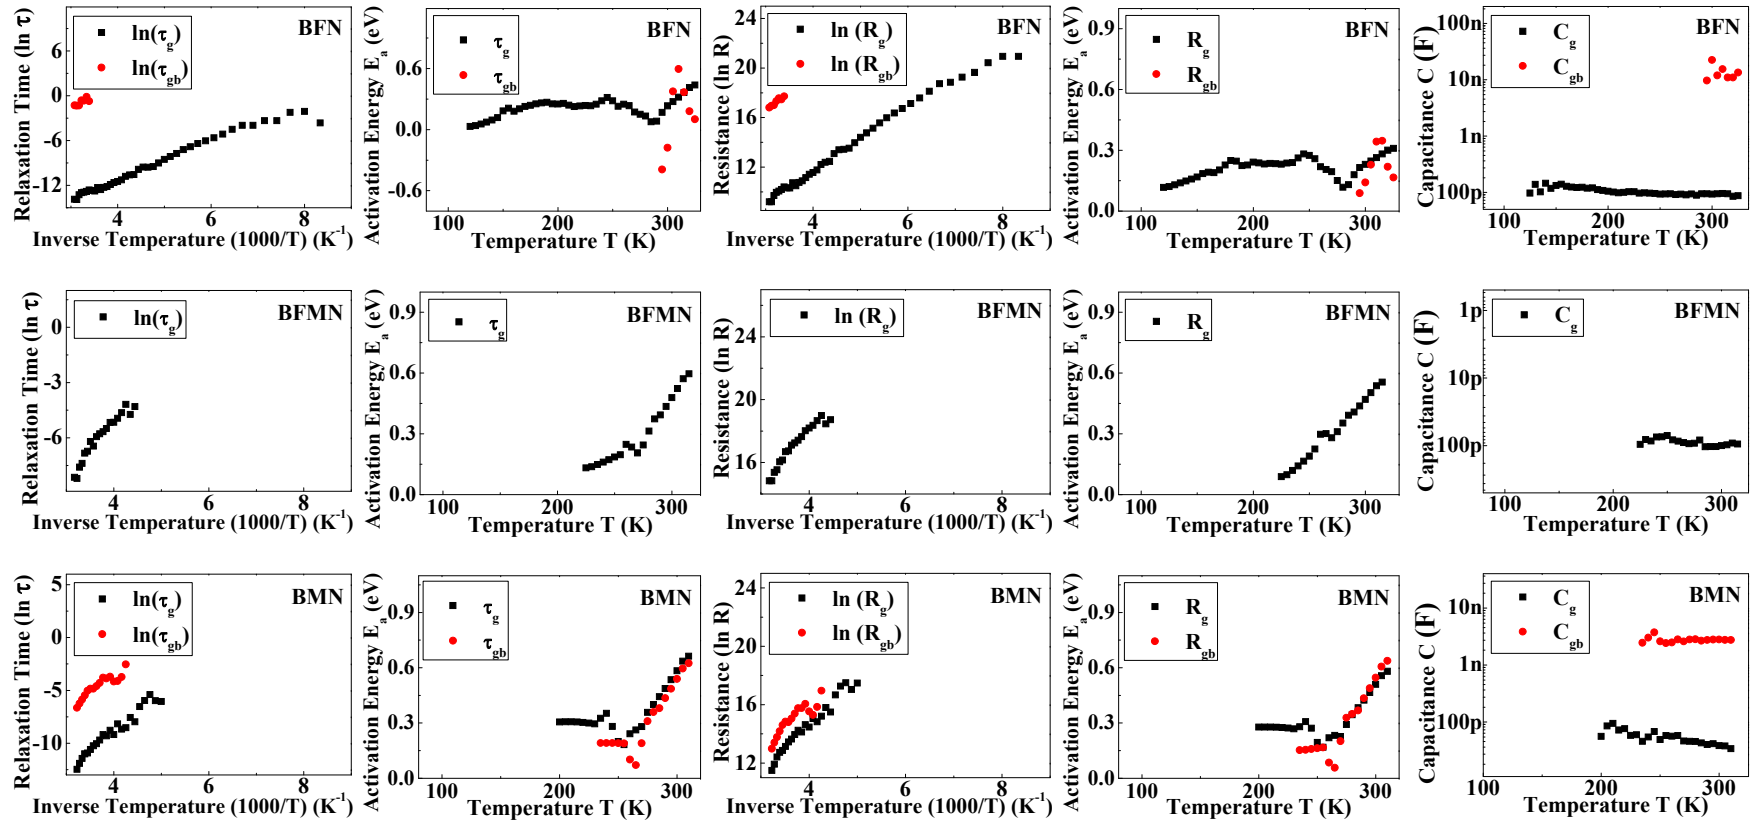 Relaxation Time (ln τ)
6
0
-6
-12
ln(τg)
ln(τgb)
BFN
4
6
8
Inverse Temperature (1000/T) (K⁻¹)
Activation Energy Ea (eV)
0.6
0.0
-0.6
τg
τgb
BFN
100
200
300
Temperature T (K)
Resistance (ln R)
24
20
16
12
ln (Rg)
ln (Rgb)
BFN
4
6
8
Inverse Temperature (1000/T) (K⁻¹)
Activation Energy Ea (eV)
0.9
0.6
0.3
0.0
Rg
Rgb
BFN
100
200
300
Temperature T (K)
Capacitance C (F)
100n
10n
1n
100p
Cg
Cgb
BFN
100
200
300
Temperature T (K)
Relaxation Time (ln τ)
0
-3
-6
ln(τg)
BFMN
4
6
8
Inverse Temperature (1000/T) (K⁻¹)
Activation Energy Ea (eV)
0.9
0.6
0.3
0.0
τg
BFMN
100
200
300
Temperature T (K)
Resistance (ln R)
25
22
19
16
ln (Rg)
BFMN
4
6
8
Inverse Temperature (1000/T) (K⁻¹)
Activation Energy Ea (eV)
0.9
0.6
0.3
0.0
Rg
BFMN
100
200
300
Temperature T (K)
Capacitance C (F)
1p
10p
100p
Cg
BFMN
100
200
300
Temperature T (K)
Relaxation Time (ln τ)
5
0
-5
-10
ln(τg)
ln(τgb)
BMN
4
6
8
Inverse Temperature (1000/T) (K⁻¹)
Activation Energy Ea (eV)
0.9
0.6
0.3
0.0
τg
τgb
BMN
100
200
300
Temperature T (K)
Resistance (ln R)
24
20
16
12
ln (Rg)
ln (Rgb)
BMN
4
6
8
Inverse Temperature (1000/T) (K⁻¹)
Activation Energy Ea (eV)
0.9
0.6
0.3
0.0
Rg
Rgb
BMN
100
200
300
Temperature T (K)
Capacitance C (F)
10n
1n
100p
Cg
Cgb
BMN
100
200
300
Temperature T (K)